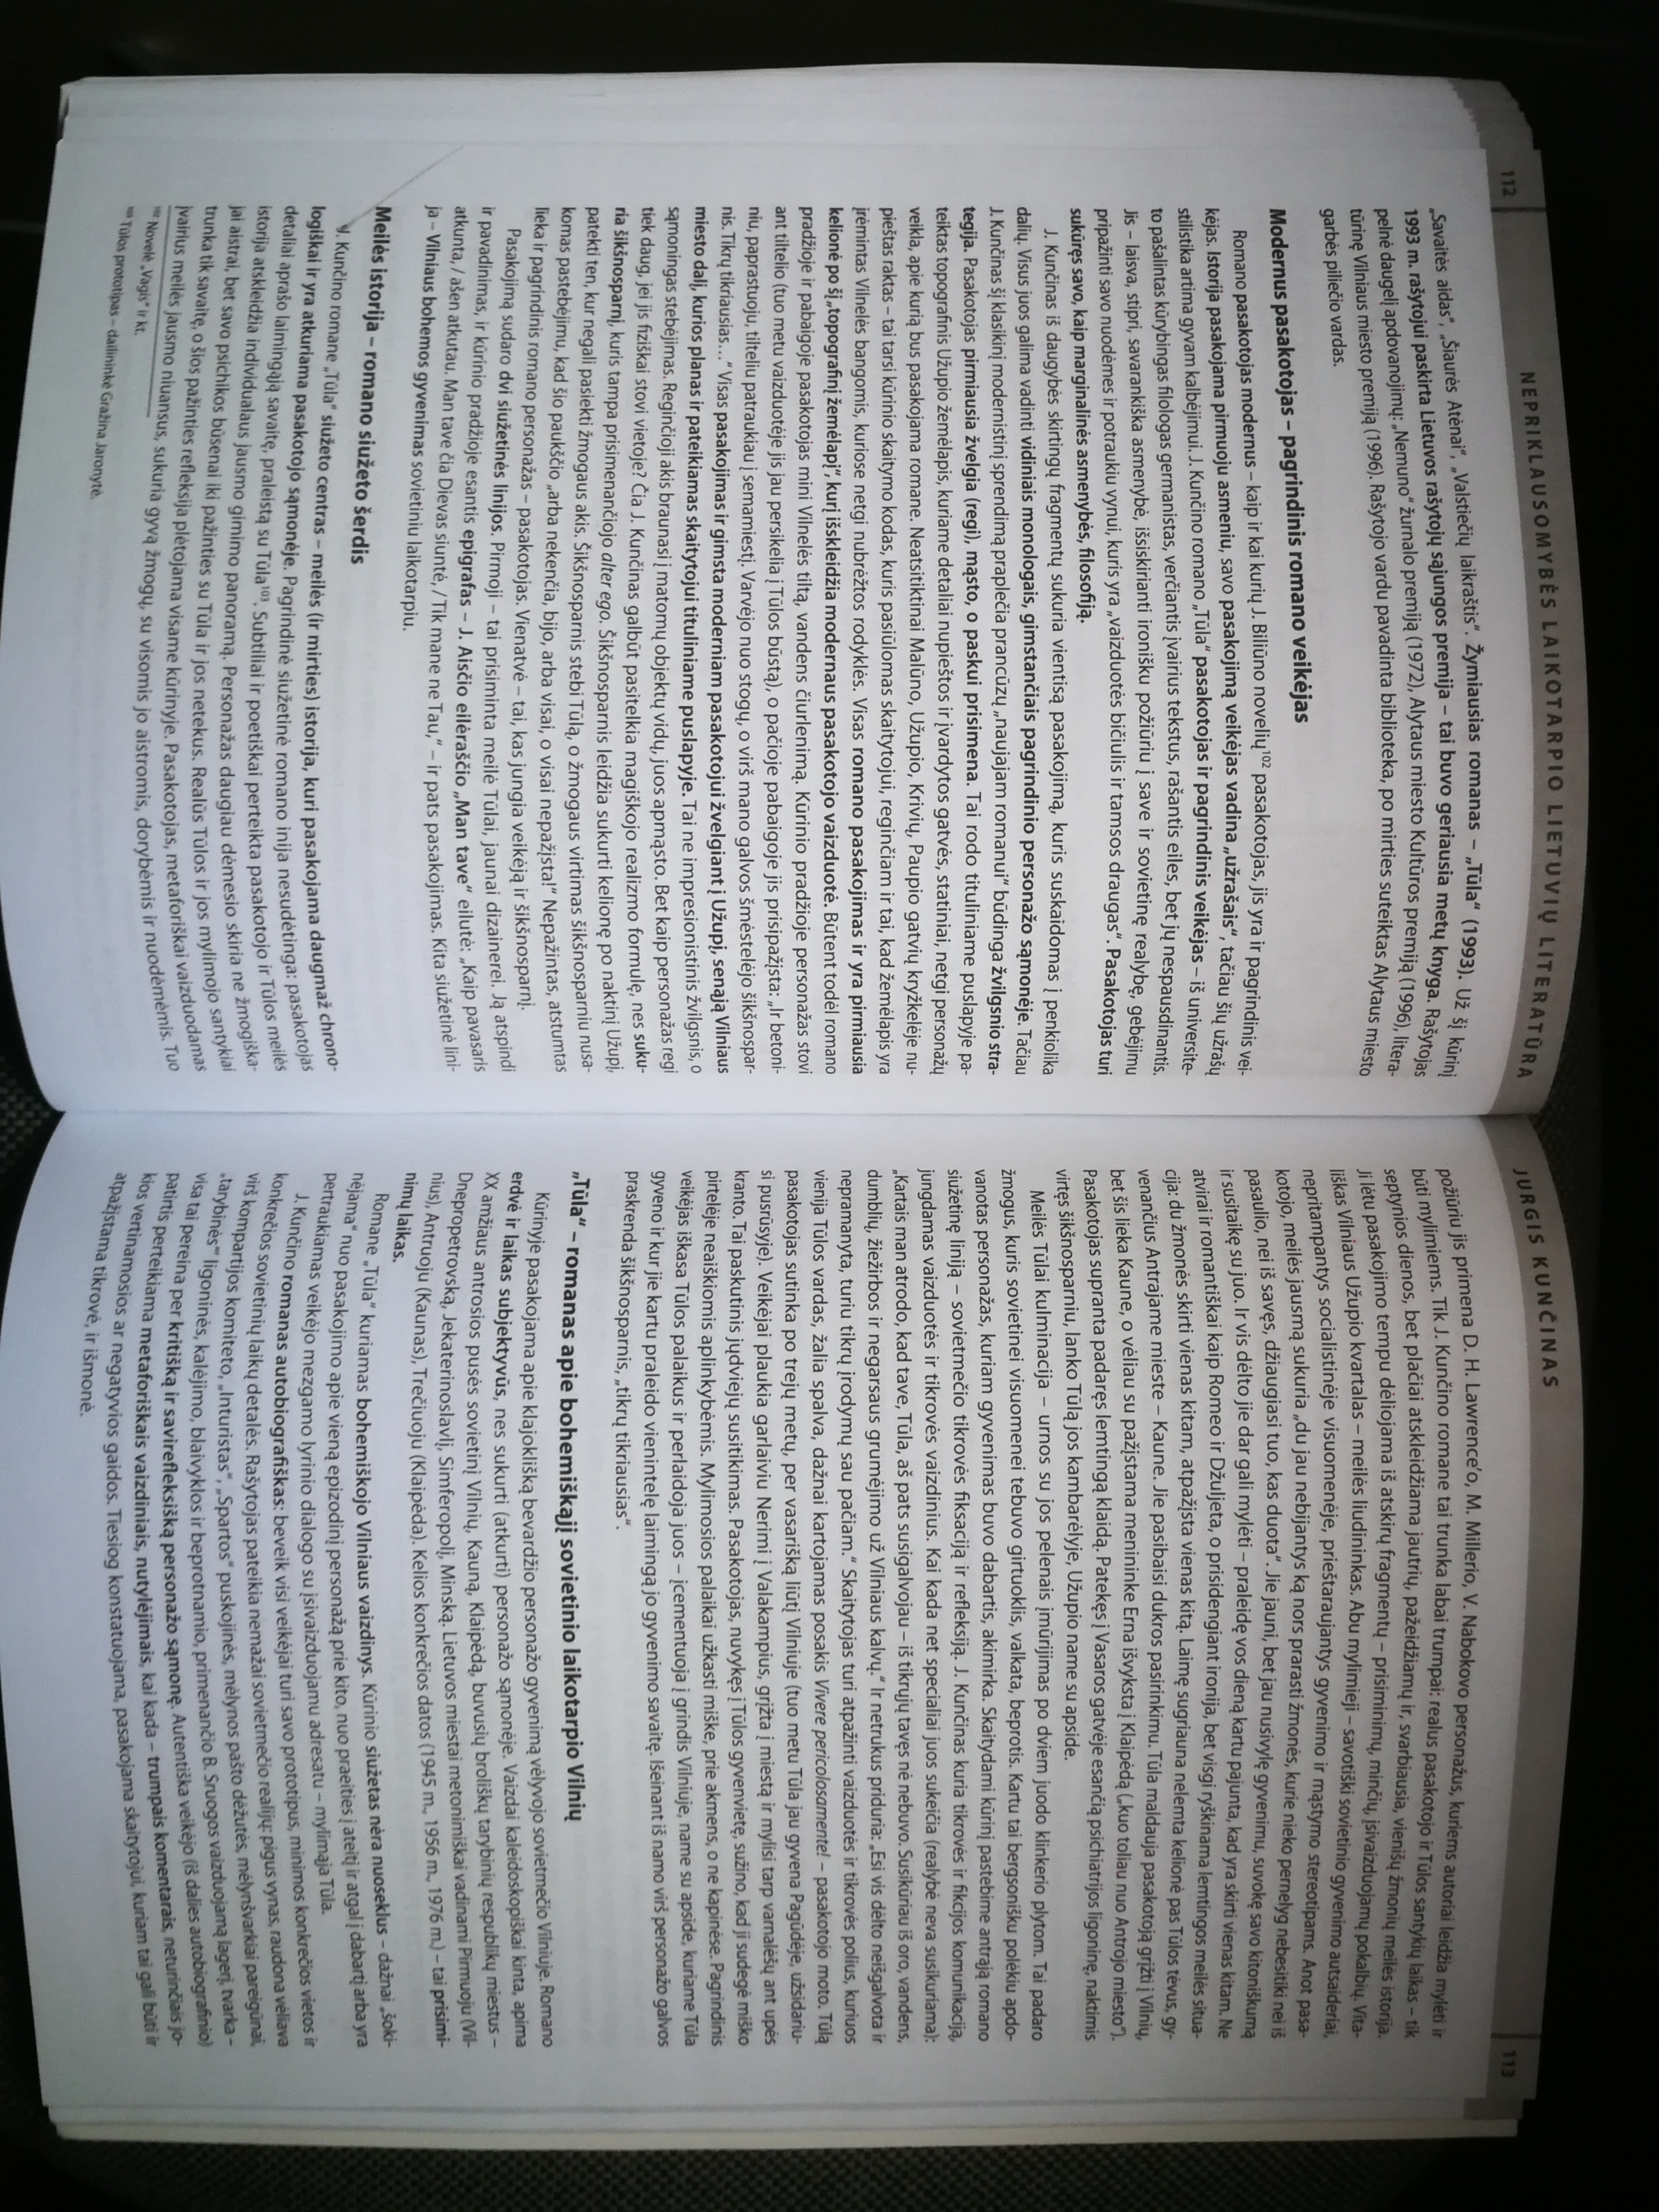 112
NEPRIKLAUSOMYBĖS LAIKOTARPIO LIETUVIŲ LITERATŪRA
„Savaitės aidas“, „Šiaurės Atėnai“, „Valstiečių laikraštis“. Žymiausias romanas – „Tūla“ (1993). Už šį kūrinį
1993 m. rašytojui paskirta Lietuvos rašytojų sąjungos premija – tai buvo geriausia metų knyga. Rašytojas
pelnė daugelį apdovanojimų: „Nemuno“ žurnalo premiją (1972), Alytaus miesto Kultūros premiją (1996), litera-
tūrinę Vilniaus miesto premiją (1996). Rašytojo vardu pavadinta biblioteka, po mirties suteiktas Alytaus miesto
garbės piliečio vardas.
Modernus pasakotojas – pagrindinis romano veikėjas
Romano pasakotojas modernus – kaip ir kai kurių J. Biliūno novelių¹⁰² pasakotojas, jis yra ir pagrindinis vei-
kėjas. Istorija pasakojama pirmuoju asmeniu, savo pasakojimą veikėjas vadina „užrašais“, tačiau šių užrašų
stilistika artima gyvam kalbėjimui. J. Kunčino romano „Tūla“ pasakotojas ir pagrindinis veikėjas – iš universite-
to pašalintas kūrybingas filologas germanistas, verčiantis įvairius tekstus, rašantis eiles, bet jų nespausdinantis.
Jis – laisva, stipri, savarankiška asmenybė, išsiskirianti ironišku požiūriu į save ir sovietinę realybę, gebėjimu
pripažinti savo nuodėmes ir potraukiu vynui, kuris yra „vaizduotės bičiulis ir tamsos draugas“. Pasakotojas turi
sukūręs savo, kaip marginalinės asmenybės, filosofiją.
J. Kunčinas iš daugybės skirtingų fragmentų sukuria vientisą pasakojimą, kuris suskaidomas į penkiolika
dalių. Visus juos galima vadinti vidiniais monologais, gimstančiais pagrindinio personažo sąmonėje. Tačiau
J. Kunčinas šį klasikinį modernistinį sprendimą praplečia prancūzų „naujajam romanui“ būdinga žvilgsnio stra-
tegija. Pasakotojas pirmiausia žvelgia (regi), mąsto, o paskui prisimena. Tai rodo tituliniame puslapyje pa-
teiktas topografinis Užupio žemėlapis, kuriame detaliai nupieštos ir įvardytos gatvės, statiniai, netgi personažų
veikla, apie kurią bus pasakojama romane. Neatsitiktinai Malūno, Užupio, Krivių, Paupio gatvių kryžkelėje nu-
pieštas raktas – tai tarsi kūrinio skaitymo kodas, kuris pasiūlomas skaitytojui, reginčiam ir tai, kad žemėlapis yra
įrėmintas Vilnelės bangomis, kuriose netgi nubrėžtos rodyklės. Visas romano pasakojimas ir yra pirmiausia
kelionė po šį „topografinį žemėlapį“, kurį išskleidžia modernaus pasakotojo vaizduotė. Būtent todėl romano
pradžioje ir pabaigoje pasakotojas mini Vilnelės tiltą, vandens čiurlenimą. Kūrinio pradžioje personažas stovi
ant tiltelio (tuo metu vaizduotėje jis jau persikelia į Tūlos būstą), o pačioje pabaigoje jis prisipažįsta: „Ir betoni-
niu, paprastuoju, tilteliu patraukiau į semamiestį. Varvėjo nuo stogų, o virš mano galvos šmėstelėjo šikšnospar-
nis. Tikrų tikriausias...“ Visas pasakojimas ir gimsta moderniam pasakotojui žvelgiant į Užupį, senąją Vilniaus
miesto dalį, kurios planas ir pateikiamas skaitytojui tituliniame puslapyje. Tai ne impresionistinis žvilgsnis, o
sąmoningas stebėjimas. Reginčioji akis braunasi į matomų objektų vidų, juos apmąsto. Bet kaip personažas regi
tiek daug, jei jis fiziškai stovi vietoje? Čia J. Kunčinas galbūt pasitelkia magiškojo realizmo formulę, nes suku-
ria šikšnosparnį, kuris tampa prisimenančiojo alter ego. Šikšnosparnis leidžia sukurti kelionę po naktinį Užupį,
patekti ten, kur negali pasiekti žmogaus akis. Šikšnosparnis stebi Tūlą, o žmogaus virtimas šikšnosparniu nusa-
komas pastebėjimu, kad šio paukščio „arba nekenčia, bijo, arba visai, o visai nepažįsta!“ Nepažintas, atstumtas
lieka ir pagrindinis romano personažas – pasakotojas. Vienatvė – tai, kas jungia veikėją ir šikšnosparnį.
Pasakojimą sudaro dvi siužetinės linijos. Pirmoji – tai prisiminta meilė Tūlai, jaunai dizainerei. Ją atspindi
ir pavadinimas, ir kūrinio pradžioje esantis epigrafas – J. Aisčio eilėraščio „Man tave“ eilutė: „Kaip pavasaris
atkunta, / ašen atkutau. Man tave čia Dievas siuntė, / Tik mane ne Tau,“ – ir pats pasakojimas. Kita siužetinė lini-
ja – Vilniaus bohemos gyvenimas sovietiniu laikotarpiu.
Meilės istorija – romano siužeto šerdis
J. Kunčino romane „Tūla“ siužeto centras – meilės (ir mirties) istorija, kuri pasakojama daugmaž chrono-
logiškai ir yra atkuriama pasakotojo sąmonėje. Pagrindinė siužetinė romano inija nesudėtinga: pasakotojas
detaliai aprašo laimingąją savaitę, praleistą su Tūla¹⁰³. Subtiliai ir poetiškai perteikta pasakotojo ir Tūlos meilės
istorija atskleidžia individualaus jausmo gimimo panoramą. Personažas daugiau dėmesio skiria ne žmogiška-
jai aistrai, bet savo psichikos būsenai iki pažinties su Tūla ir jos netekus. Realūs Tūlos ir jos mylimojo santykiai
trunka tik savaitę, o šios pažinties refleksija plėtojama visame kūrinyje. Pasakotojas, metaforiškai vaizduodamas
įvairius meilės jausmo niuansus, sukuria gyvą žmogų, su visomis jo aistromis, dorybėmis ir nuodėmėmis. Tuo
¹⁰² Novelė „Vagis“ ir kt.
¹⁰³ Tūlos prototipas – dailininkė Gražina Jaronytė.
JURGIS KUNČINAS
113
požiūriu jis primena D. H. Lawrence’o, M. Millerio, V. Nabokovo personažus, kuriems autoriai leidžia mylėti ir
būti mylimiems. Tik J. Kunčino romane tai trunka labai trumpai: realus pasakotojo ir Tūlos santykių laikas – tik
septynios dienos, bet plačiai atskleidžiama jautrių, pažeidžiamų ir, svarbiausia, vienišų žmonių meilės istorija.
Ji lėtu pasakojimo tempu dėliojama iš atskirų fragmentų – prisiminimų, minčių, įsivaizduojamų pokalbių. Vita-
liškas Vilniaus Užupio kvartalas – meilės liudininkas. Abu mylimieji – savotiški sovietinio gyvenimo autsaideriai,
nepritampantys socialistinėje visuomenėje, prieštaraujantys gyvenimo ir mąstymo stereotipams. Anot pasa-
kotojo, meilės jausmą sukuria „du jau nebijantys ką nors prarasti žmonės, kurie nieko pernelyg nebesitiki nei iš
pasaulio, nei iš savęs, džiaugiasi tuo, kas duota“. Jie jauni, bet jau nusivylę gyvenimu, suvokę savo kitoniškumą
ir susitaikę su juo. Ir vis dėlto jie dar gali mylėti – praleidę vos dieną kartu pajunta, kad yra skirti vienas kitam. Ne
atvirai ir romantiškai kaip Romeo ir Džuljeta, o prisidengiant ironija, bet visgi ryškinama lemtingos meilės situa-
cija: du žmonės skirti vienas kitam, atpažįsta vienas kitą. Laimę sugriauna nelemta kelionė pas Tūlos tėvus, gy-
venančius Antrajame mieste – Kaune. Jie pasibaisi dukros pasirinkimu. Tūla maldauja pasakotoją grįžti į Vilnių,
bet šis lieka Kaune, o vėliau su pažįstama menininke Erna išvyksta į Klaipėdą („kuo toliau nuo Antrojo miesto“).
Pasakotojas supranta padaręs lemtingą klaidą. Patekęs į Vasaros gatvėje esančią psichiatrijos ligoninę, naktimis
virtęs šikšnosparniu, lanko Tūlą jos kambarėlyje, Užupio name su apside.
Meilės Tūlai kulminacija – urnos su jos pelenais įmūrijimas po dviem juodo klinkerio plytom. Tai padaro
žmogus, kuris sovietinei visuomenei tebuvo girtuoklis, valkata, beprotis. Kartu tai bergsonišku polėkiu apdo-
vanotas personažas, kuriam gyvenimas buvo dabartis, akimirka. Skaitydami kūrinį pastebime antrąją romano
siužetinę liniją – sovietmečio tikrovės fiksaciją ir refleksiją. J. Kunčinas kuria tikrovės ir fikcijos komunikaciją,
jungdamas vaizduotės ir tikrovės vaizdinius. Kai kada net specialiai juos sukeičia (realybė neva susikuriama):
„Kartais man atrodo, kad tave, Tūla, aš pats susigalvojau – iš tikrųjų tavęs nė nebuvo. Susikūriau iš oro, vandens,
dumblių, žiežirbos ir negarsaus grumėjimo už Vilniaus kalvų.“ Ir netrukus priduria: „Esi vis dėlto neišgalvota ir
nepramanyta, turiu tikrų įrodymų sau pačiam.“ Skaitytojas turi atpažinti vaizduotės ir tikrovės polius, kuriuos
vienija Tūlos vardas, žalia spalva, dažnai kartojamas posakis Vivere pericolosamente! – pasakotojo moto. Tūlą
pasakotojas sutinka po trejų metų, per vasarišką liūtį Vilniuje (tuo metu Tūla jau gyvena Pagūdėje, užsidariu-
si pusrūsyje). Veikėjai plaukia garlaiviu Nerimi į Valakampius, grįžta į miestą ir mylisi tarp varnalėšų ant upės
kranto. Tai paskutinis jųdviejų susitikimas. Pasakotojas, nuvykęs į Tūlos gyvenvietę, sužino, kad ji sudegė miško
pirtelėje neaiškiomis aplinkybėmis. Mylimosios palaikai užkasti miške, prie akmens, o ne kapinėse. Pagrindinis
veikėjas iškasa Tūlos palaikus ir perlaidoja juos – įcementuoja į grindis Vilniuje, name su apside, kuriame Tūla
gyveno ir kur jie kartu praleido vienintelę laimingą jo gyvenimo savaitę. Išeinant iš namo virš personažo galvos
praskrenda šikšnosparnis, „tikrų tikriausias“.
„Tūla“ – romanas apie bohemiškąjį sovietinio laikotarpio Vilnių
Kūrinyje pasakojama apie klajoklišką bevardžio personažo gyvenimą vėlyvojo sovietmečio Vilniuje. Romano
erdvė ir laikas subjektyvūs, nes sukurti (atkurti) personažo sąmonėje. Vaizdai kaleidoskopiškai kinta, apima
XX amžiaus antrosios pusės sovietinį Vilnių, Kauną, Klaipėdą, buvusių broliškų tarybinių respublikų miestus –
Dnepropetrovską, Jekaterinoslavlį, Simferopolį, Minską. Lietuvos miestai metonimiškai vadinami Pirmuoju (Vil-
nius), Antruoju (Kaunas), Trečiuoju (Klaipėda). Kelios konkrečios datos (1945 m., 1956 m., 1976 m.) – tai prisimi-
nimų laikas.
Romane „Tūla“ kuriamas bohemiškojo Vilniaus vaizdinys. Kūrinio siužetas nėra nuoseklus – dažnai „šoki-
nėjama“ nuo pasakojimo apie vieną epizodinį personažą prie kito, nuo praeities į ateitį ir atgal į dabartį arba yra
pertraukiamas veikėjo mezgamo lyrinio dialogo su įsivaizduojamu adresatu – mylimąja Tūla.
J. Kunčino romanas autobiografiškas: beveik visi veikėjai turi savo prototipus, minimos konkrečios vietos ir
konkrečios sovietinių laikų detalės. Rašytojas pateikia nemažai sovietmečio realijų: pigus vynas, raudona vėliava
virš kompartijos komiteto, „Inturistas“, „Spartos“ puskojinės, mėlynos pašto dėžutės, mėlynšvarkiai pareigūnai,
„tarybinės“ ligoninės, kalėjimo, blaivyklos ir beprotnamio, primenančio B. Sruogos vaizduojamą lagerį, tvarka –
visa tai pereina per kritišką ir savirefleksišką personažo sąmonę. Autentiška veikėjo (iš dalies autobiografinio)
patirtis perteikiama metaforiškais vaizdiniais, nutylėjimais, kai kada – trumpais komentarais, neturinčiais jo-
kios vertinamosios ar negatyvios gaidos. Tiesiog konstatuojama, pasakojama skaitytojui, kuriam tai gali būti ir
atpažįstama tikrovė, ir išmonė.